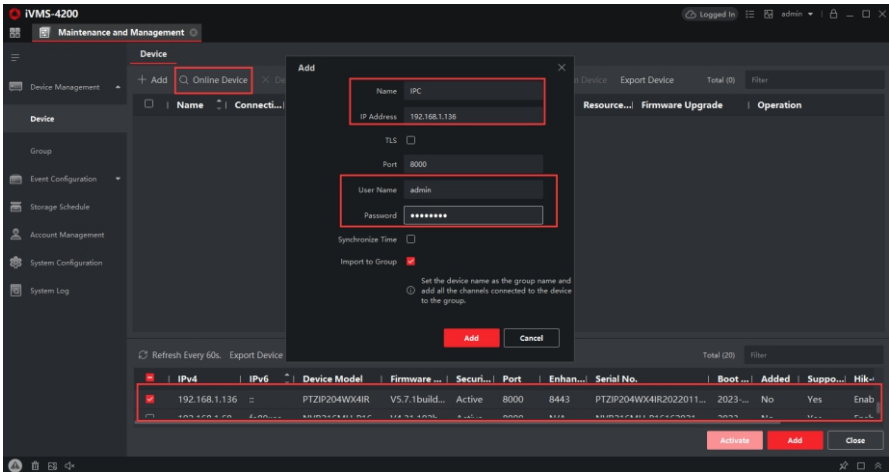 iVMS-4200
Logged in admin
Maintenance and Management
Device
Add Online Device Device Export Device Total (0) Filter
Name Connecti... Resource... Firmware Upgrade Operation
Device Management
Device
Group
Event Configuration
Storage Schedule
Account Management
System Configuration
System Log
Add
Name IPC
IP Address 192.168.1.136
TLS
Port 8000
User Name admin
Password ••••••••
Synchronize Time
Import to Group
Set the device name as the group name and
add all the channels connected to the device
to the group.
Add Cancel
Refresh Every 60s. Export Device Total (20) Filter
IPv4 IPv6 Device Model Firmware ... Securi... Port Enhan... Serial No. Boot ... Added Suppo... Hik-
192.168.1.136 :: PTZIP204WX4IR V5.7.1build... Active 8000 8443 PTZIP204WX4IR2022011... 2023-... No Yes Enab
Activate Add Close